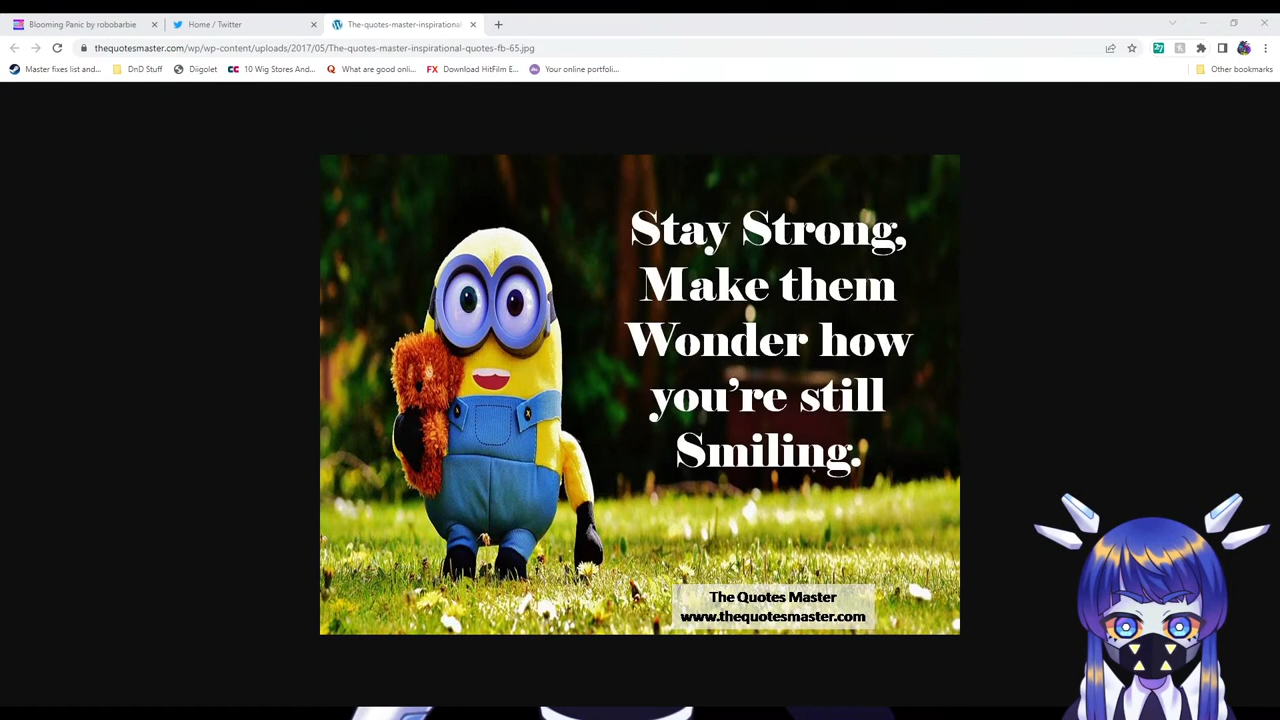 Blooming Panic by robobarbie
Home / Twitter
The-quotes-master-inspirational
thequotesmaster.com/wp/wp-content/uploads/2017/05/The-quotes-master-inspirational-quotes-fb-65.jpg
Master fixes list and...
DnD Stuff
Diigolet
CC 10 Wig Stores And...
Q What are good onli...
FX Download HitFilm E...
Your online portfoli...
Other bookmarks
Stay Strong,
Make them
Wonder how
you're still
Smiling.
The Quotes Master
www.thequotesmaster.com